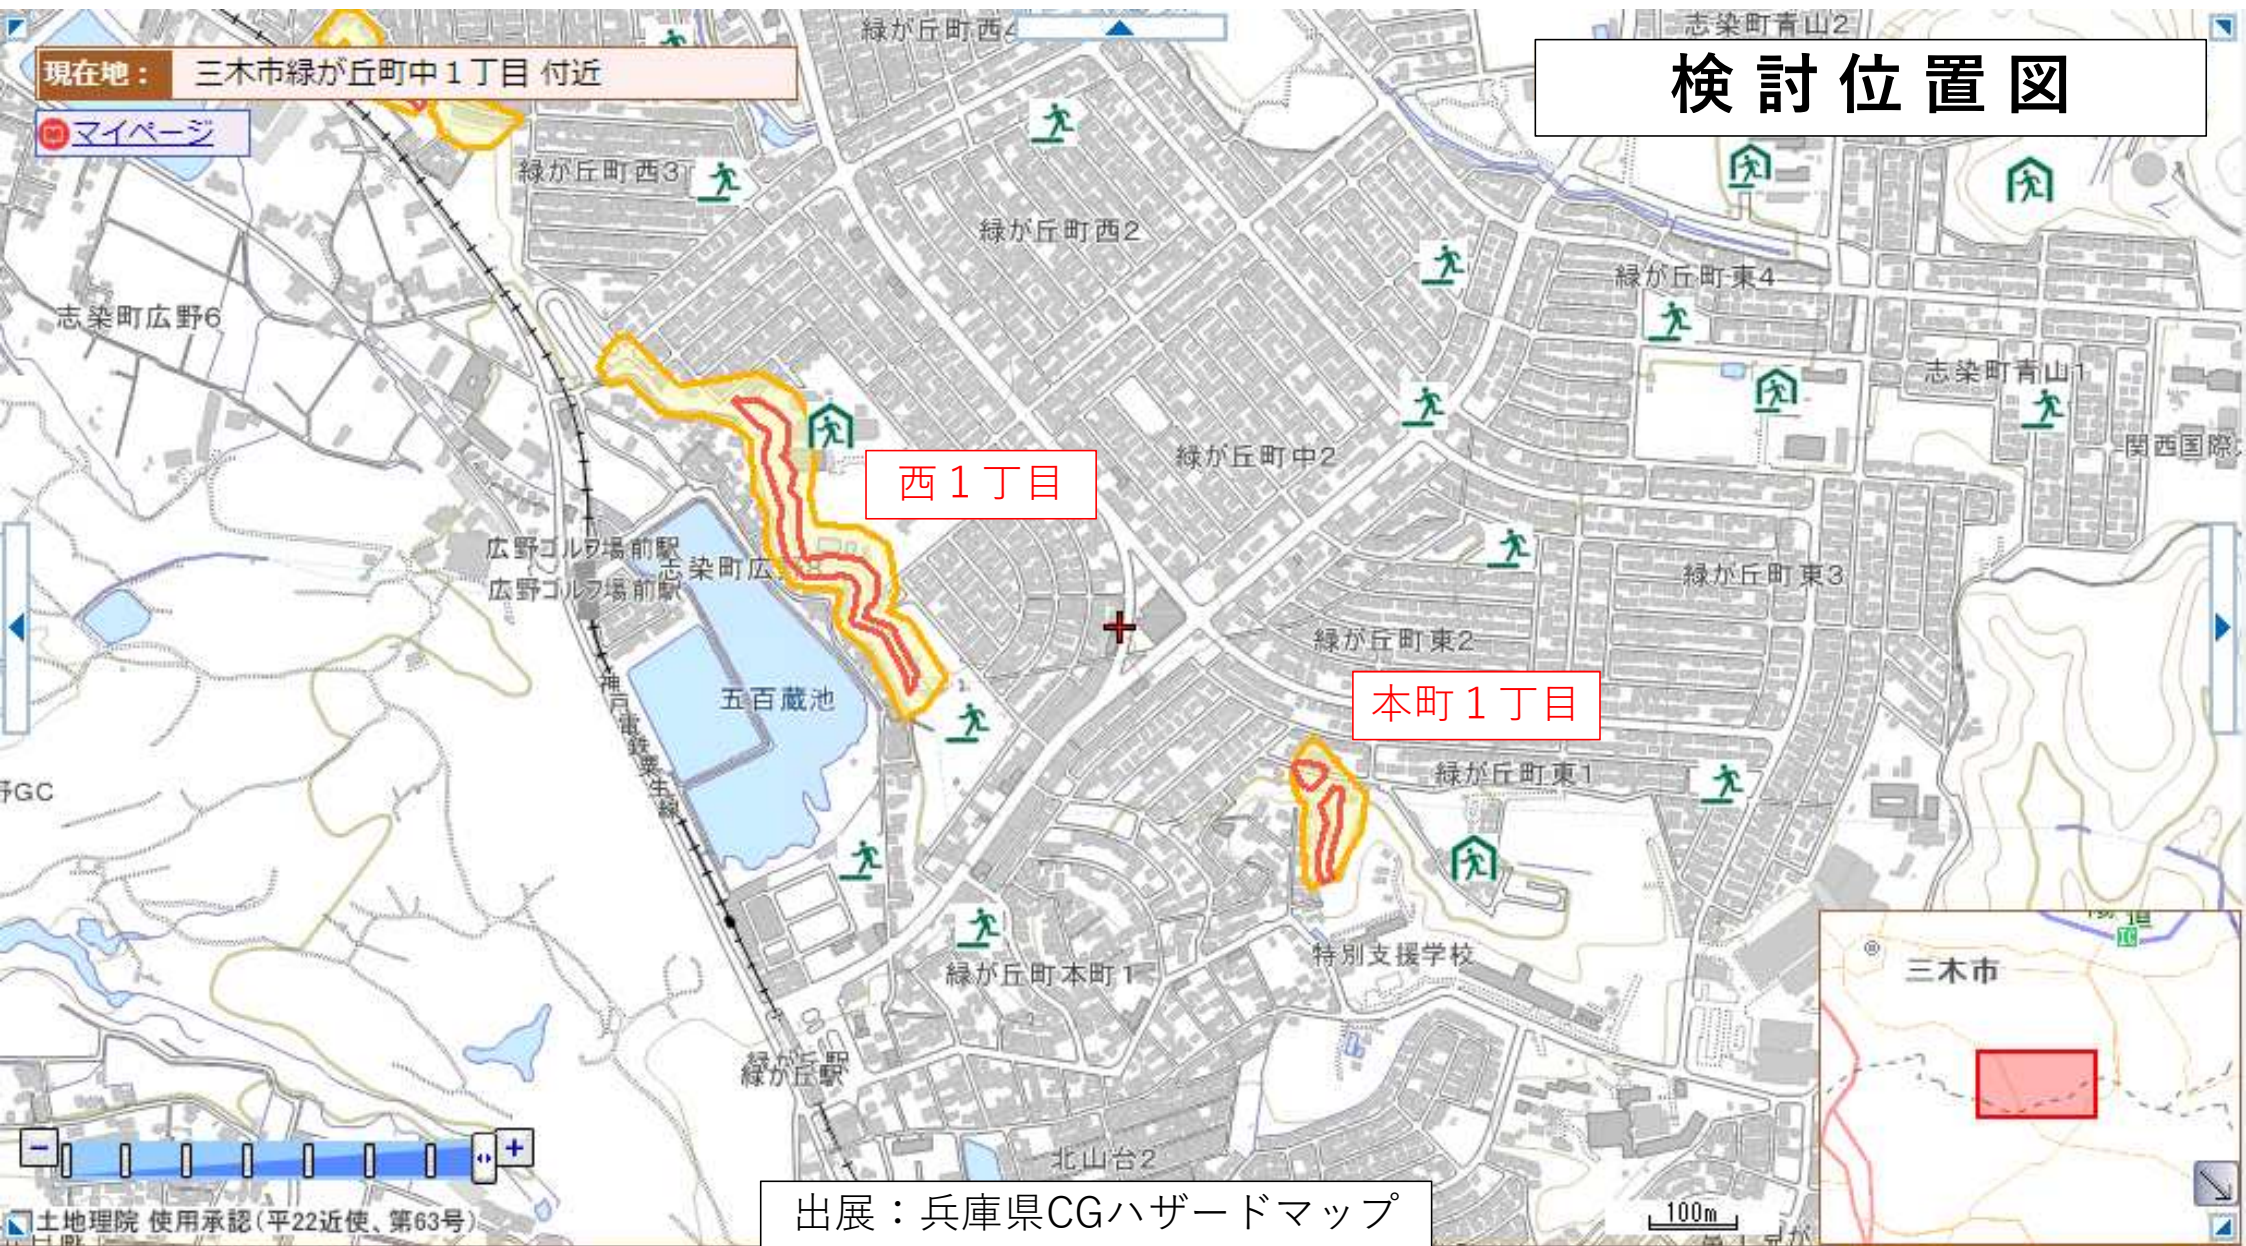 検討位置図
現在地： 三木市緑が丘町中１丁目 付近
マイページ
緑が丘町西
志染町青山2
緑が丘町西3
緑が丘町西2
緑が丘町東4
志染町広野6
志染町青山1
関西国際
緑が丘町中2
西１丁目
広野ゴルフ場前駅
志染町広
広野ゴルフ場前駅
緑が丘町東3
緑が丘町東2
五百蔵池
本町１丁目
神戸電鉄粟生線
緑が丘町東1
GC
特別支援学校
緑が丘町本町1
三木市
IC
緑が丘駅
緑が丘駅
北山台2
100m
土地理院 使用承認(平22近使、第63号)
出展：兵庫県CGハザードマップ